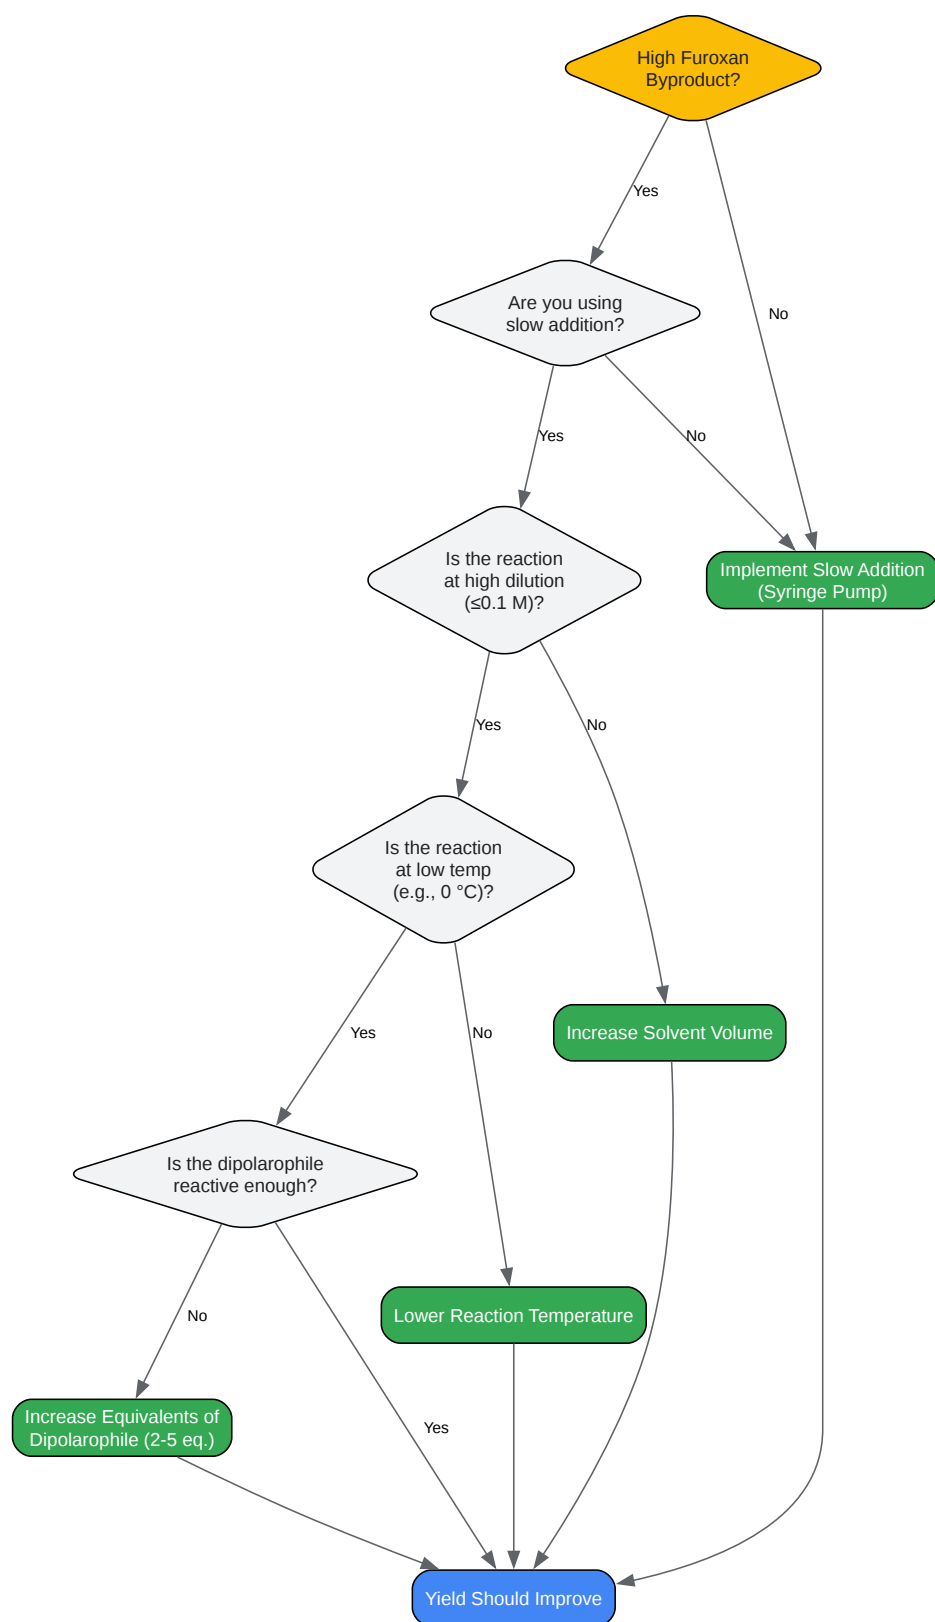 High Furoxan
Byproduct?
Yes
No
Are you using
slow addition?
Yes
No
Is the reaction
at high dilution
(≤0.1 M)?
Implement Slow Addition
(Syringe Pump)
Yes
No
Is the reaction
at low temp
(e.g., 0 °C)?
Yes
No
Increase Solvent Volume
Is the dipolarophile
reactive enough?
No
Lower Reaction Temperature
Yes
Increase Equivalents of
Dipolarophile (2-5 eq.)
Yield Should Improve